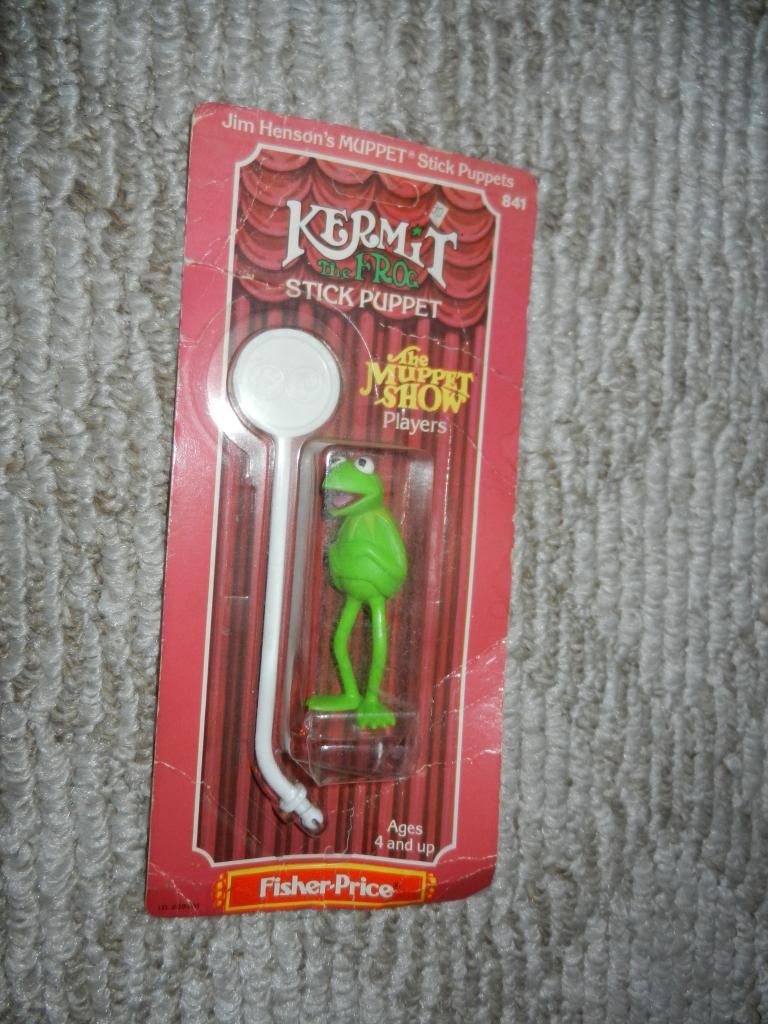 Jim Henson's MUPPET® Stick Puppets
841
KERMiT
The FROG
STICK PUPPET
The
MUPPET
SHOW
Players
Ages
4 and up
Fisher-Price